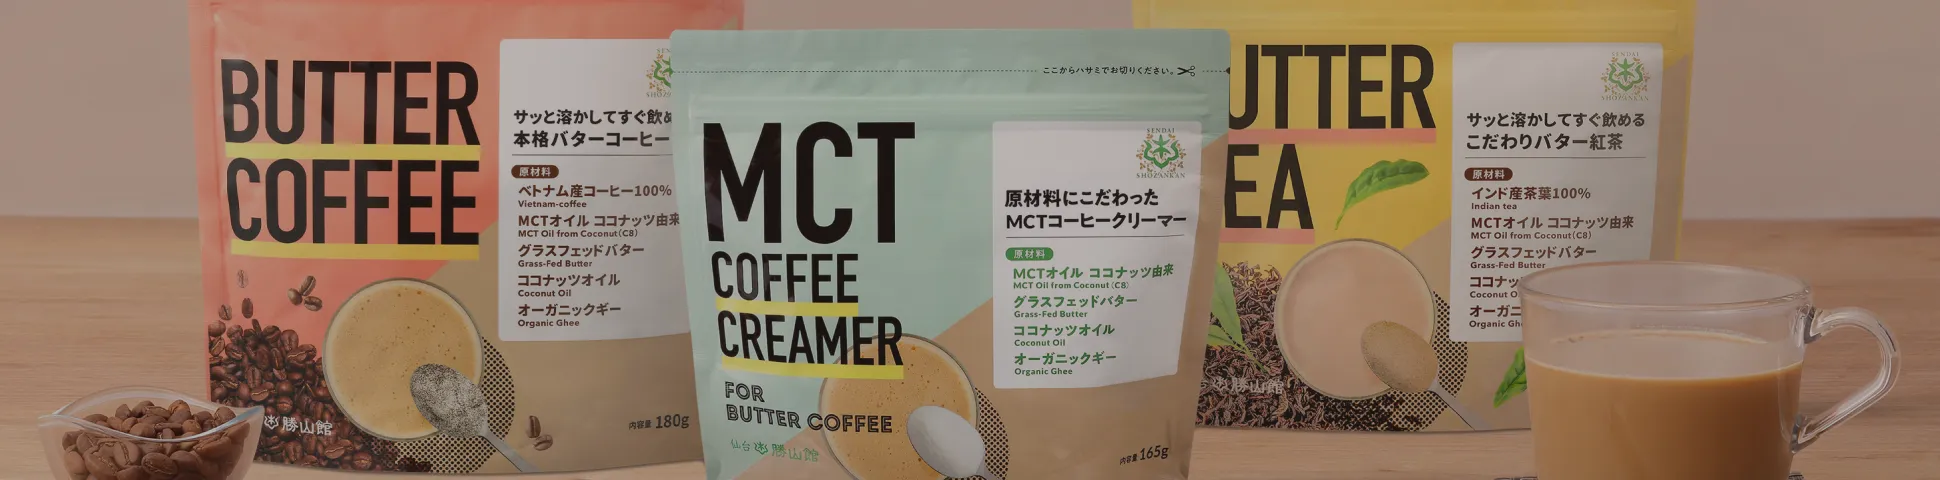 BUTTER
COFFEE
SENDAI
SHOZANKAN
サッと溶かしてすぐ飲め
本格バターコーヒー
原材料
ベトナム産コーヒー100%
Vietnam-coffee
MCTオイル ココナッツ由来
MCT Oil from Coconut(C8)
グラスフェッドバター
Grass-Fed Butter
ココナッツオイル
Coconut Oil
オーガニックギー
Organic Ghee
勝山館
内容量 180g
ここからハサミでお切りください。
MCT
COFFEE
CREAMER
FOR
BUTTER COFFEE
仙台 勝山館
SENDAI
SHOZANKAN
原材料にこだわった
MCTコーヒークリーマー
原材料
MCTオイル ココナッツ由来
MCT Oil from Coconut(C8)
グラスフェッドバター
Grass-Fed Butter
ココナッツオイル
Coconut Oil
オーガニックギー
Organic Ghee
内容量 165g
UTTER
EA
SENDAI
SHOZANKAN
サッと溶かしてすぐ飲める
こだわりバター紅茶
原材料
インド産茶葉100%
Indian tea
MCTオイル ココナッツ由来
MCT Oil from Coconut(C8)
グラスフェッドバター
Grass-Fed Butter
ココナッ
Coconut O
オーガニ
Organic Gh
勝山館